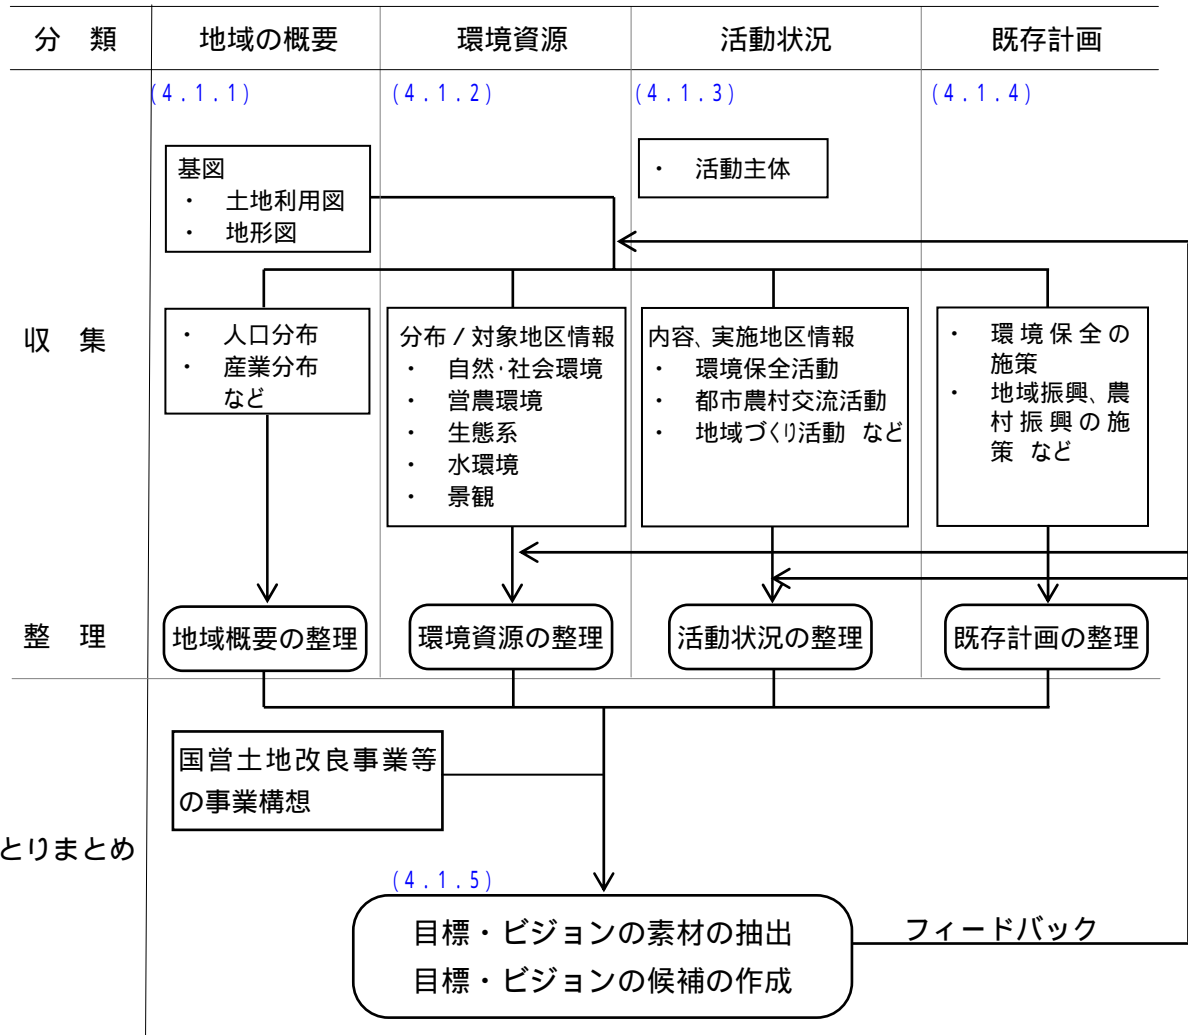 分　類
地域の概要
環境資源
活動状況
既存計画
(4.1.1)
(4.1.2)
(4.1.3)
(4.1.4)
基図
・ 土地利用図
・ 地形図
・ 活動主体
収　集
・ 人口分布
・ 産業分布
など
分布/対象地区情報
・ 自然・社会環境
・ 営農環境
・ 生態系
・ 水環境
・ 景観
内容、実施地区情報
・ 環境保全活動
・ 都市農村交流活動
・ 地域づくり活動 など
・ 環境保全の
施策
・ 地域振興、農
村振興の施
策 など
整　理
地域概要の整理
環境資源の整理
活動状況の整理
既存計画の整理
国営土地改良事業等
の事業構想
とりまとめ
(4.1.5)
目標・ビジョンの素材の抽出
目標・ビジョンの候補の作成
フィードバック